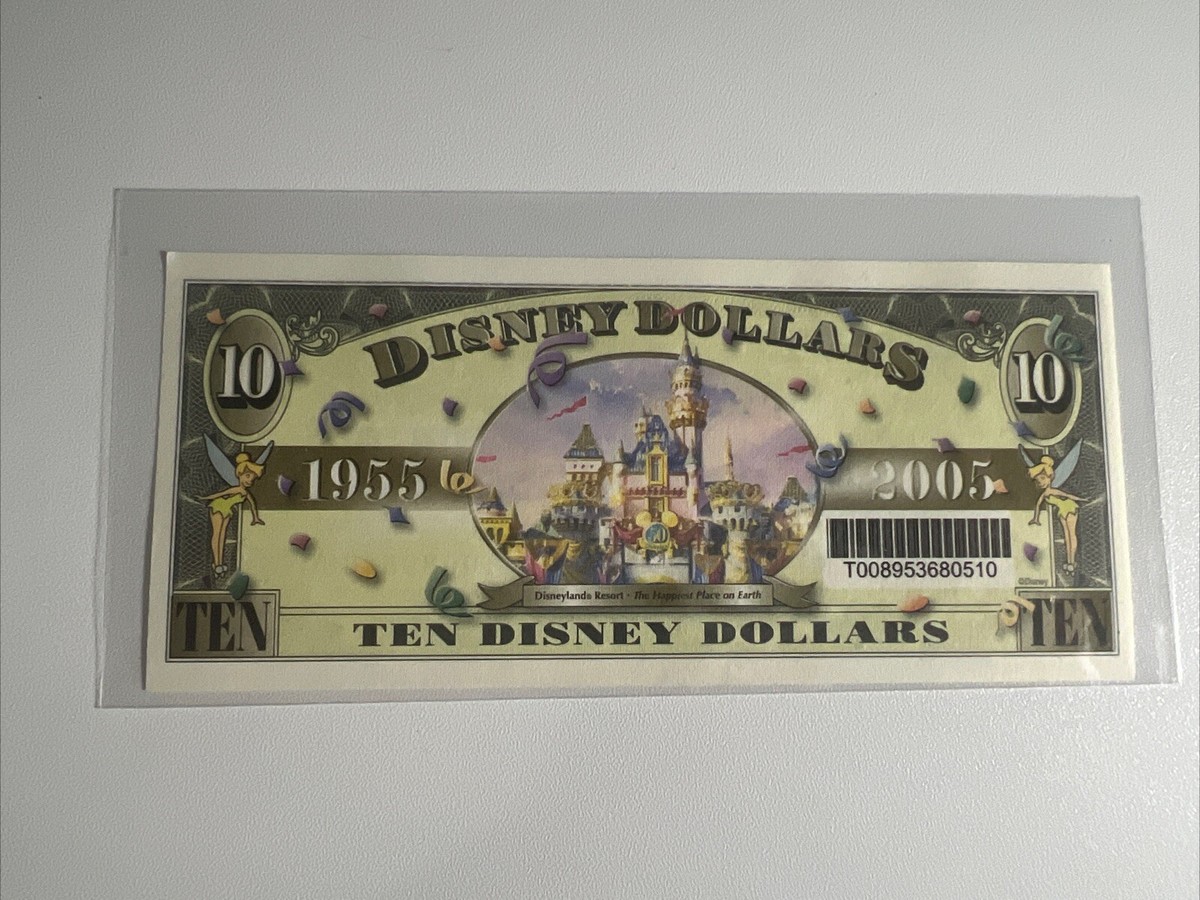 DISNEY DOLLARS
10 10
1955 2005
T008953680510
©Disney
Disneyland® Resort • The Happiest Place on Earth
TEN TEN
TEN DISNEY DOLLARS